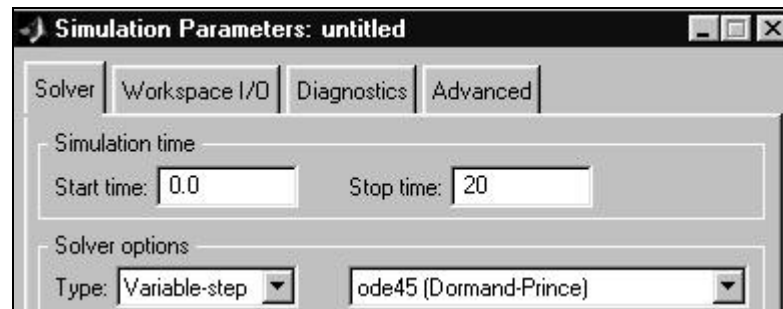 Simulation Parameters: untitled
Solver Workspace I/O Diagnostics Advanced
Simulation time
Start time: 0.0 Stop time: 20
Solver options
Type: Variable-step ode45 (Dormand-Prince)